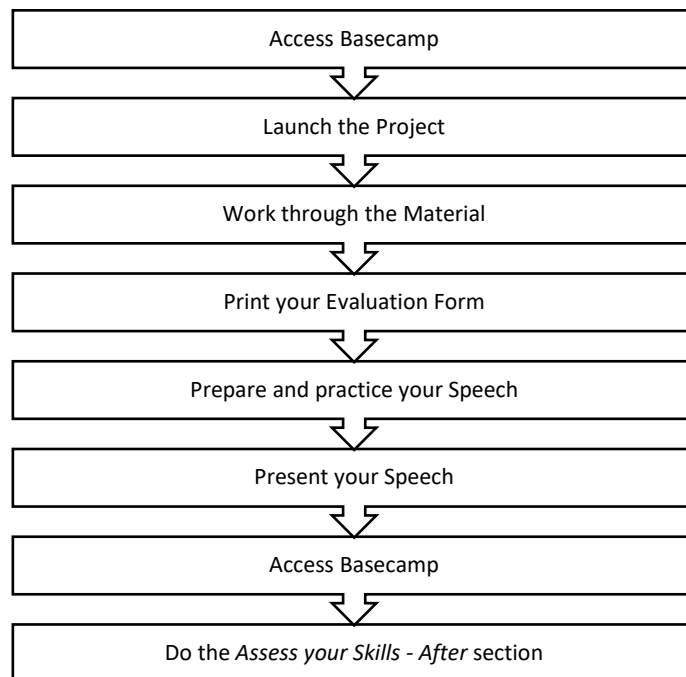 Access Basecamp
Launch the Project
Work through the Material
Print your Evaluation Form
Prepare and practice your Speech
Present your Speech
Access Basecamp
Do the Assess your Skills - After section